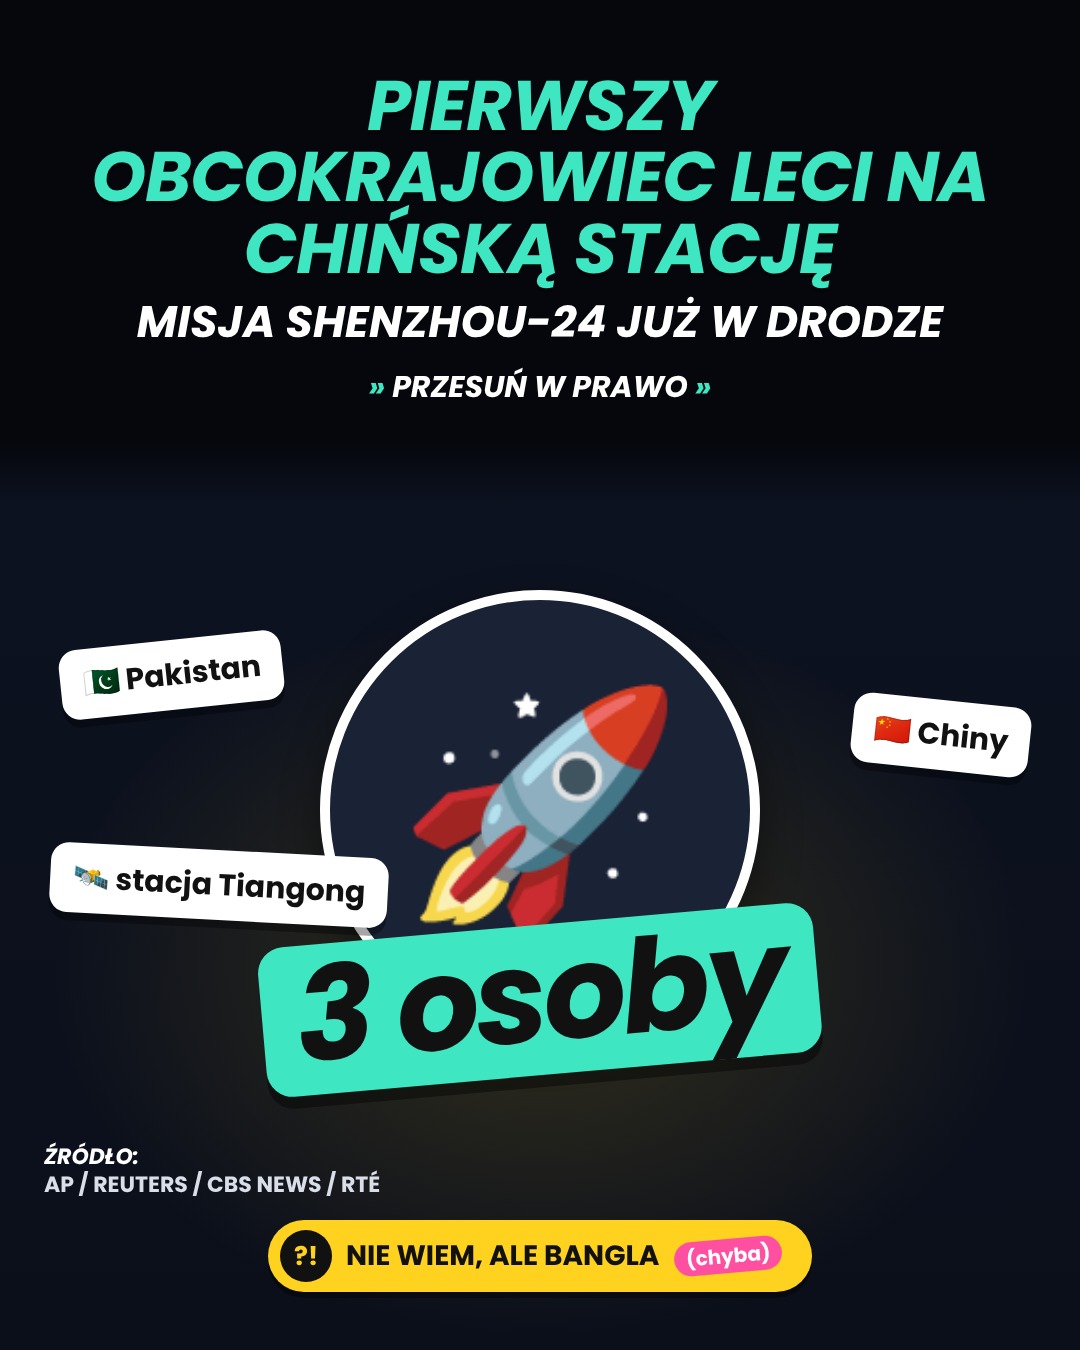 PIERWSZY
OBCOKRAJOWIEC LECI NA
CHIŃSKĄ STACJĘ
MISJA SHENZHOU-24 JUŻ W DRODZE
» PRZESUŃ W PRAWO »
Pakistan
Chiny
stacja Tiangong
3 osoby
ŹRÓDŁO:
AP / REUTERS / CBS NEWS / RTÉ
?! NIE WIEM, ALE BANGLA (chyba)